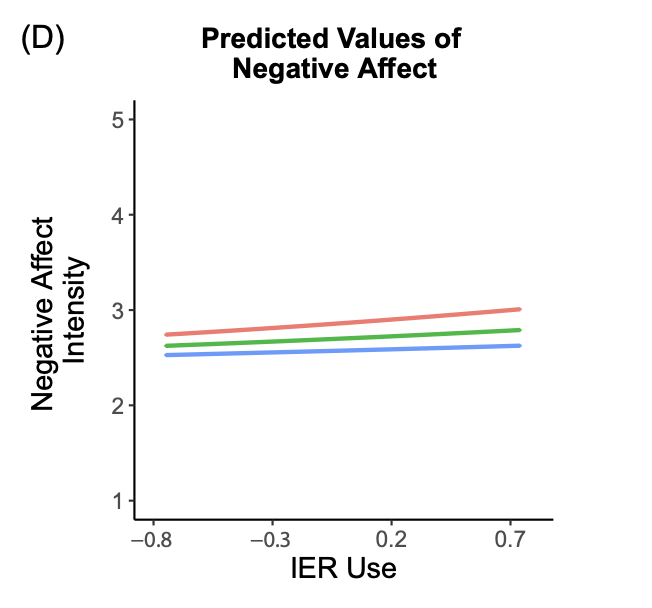 (D)
Predicted Values of
Negative Affect
Negative Affect
Intensity
5
4
3
2
1
−0.8
−0.3
0.2
0.7
IER Use